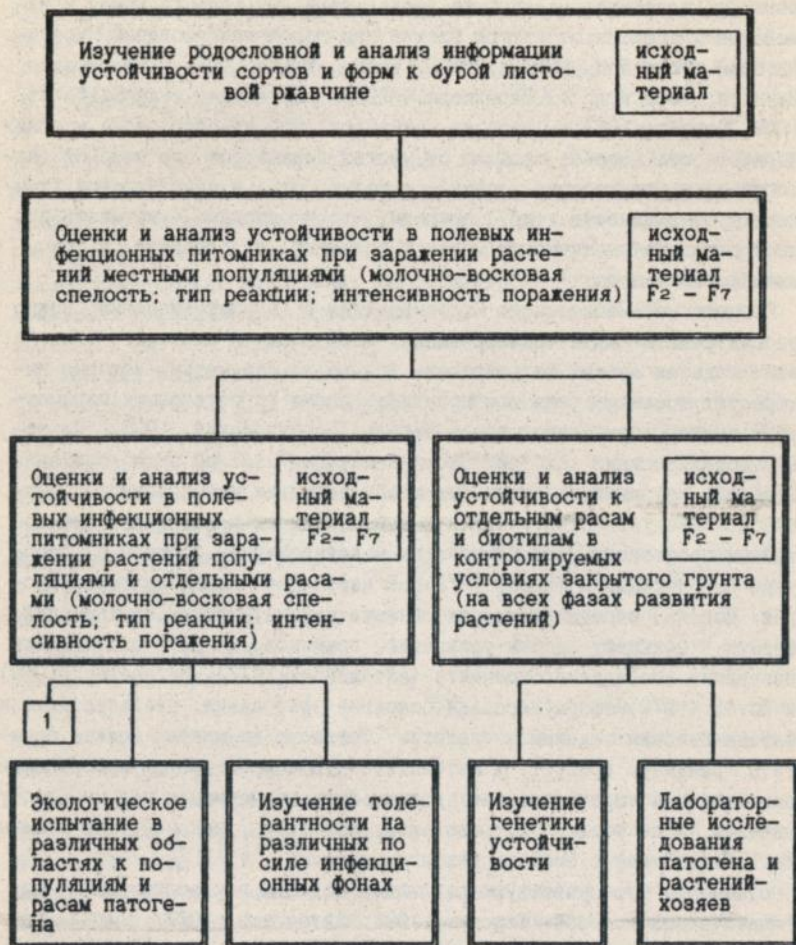 Изучение родословной и анализ информации
устойчивости сортов и форм к бурой листо-
вой ржавчине
исход-
ный ма-
териал
Оценки и анализ устойчивости в полевых ин-
фекционных питомниках при заражении расте-
ний местными популяциями (молочно-восковая
спелость; тип реакции; интенсивность поражения)
исход-
ный ма-
териал
F2 – F7
Оценки и анализ ус-
тойчивости в поле-
вых инфекционных
питомниках при зара-
жении растений попу-
ляциями и отдельными раса-
ми (молочно-восковая спе-
лость; тип реакции; интен-
сивность поражения)
исход-
ный ма-
териал
F2– F7
Оценки и анализ
устойчивости к
отдельным расам
и биотипам в
контролируемых
условиях закрытого грунта
(на всех фазах развития
растений)
исход-
ный ма
териал
F2 – F7
1
Экологическое
испытание в
различных об-
ластях к по-
пуляциям и
расам патоге-
на
Изучение толе-
рантности на
различных по
силе инфекци-
онных фонах
Изучение
генетики
устойчи-
вости
Лаборатор-
ные иссле-
дования
патогена и
растений-
хозяев